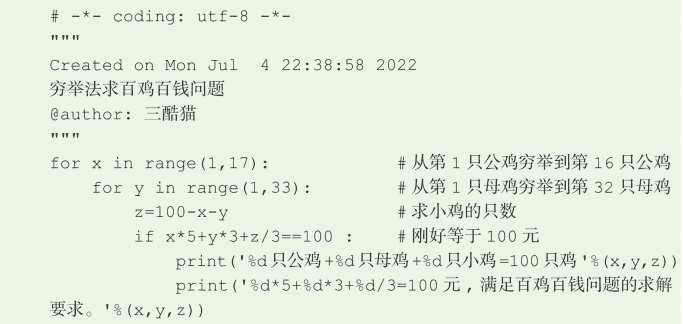 # -*- coding: utf-8 -*-
"""
Created on Mon Jul  4 22:38:58 2022
穷举法求百鸡百钱问题
@author: 三酷猫
"""
for x in range(1,17):             #从第 1 只公鸡穷举到第 16 只公鸡
    for y in range(1,33):         #从第 1 只母鸡穷举到第 32 只母鸡
        z=100-x-y                 #求小鸡的只数
        if x*5+y*3+z/3==100 :     #刚好等于 100 元
            print('%d 只公鸡+%d 只母鸡+%d 只小鸡=100 只鸡'%(x,y,z))
            print('%d*5+%d*3+%d/3=100 元，满足百鸡百钱问题的求解
要求。'%(x,y,z))